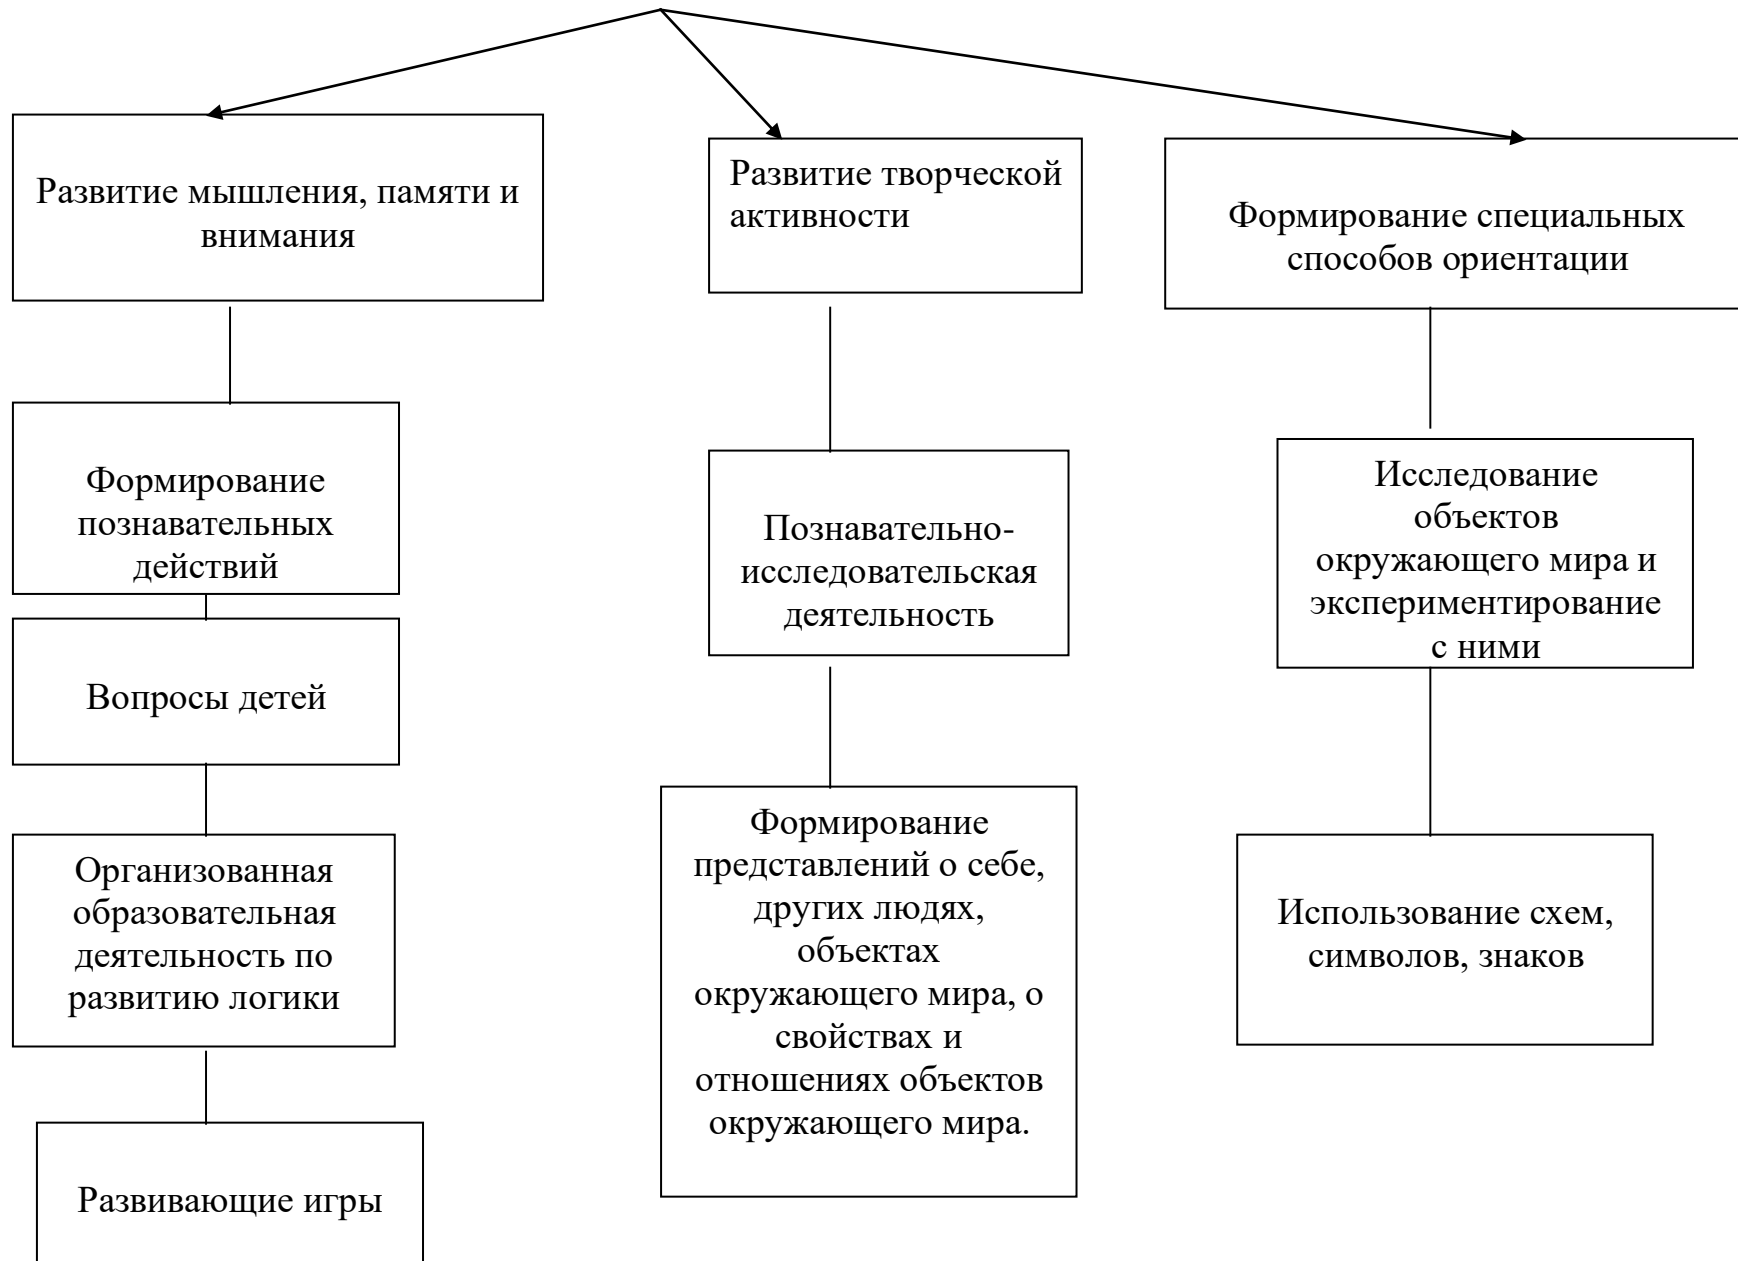 Развитие мышления, памяти и
внимания
Развитие творческой
активности
Формирование специальных
способов ориентации
Формирование
познавательных
действий
Познавательно-
исследовательская
деятельность
Исследование
объектов
окружающего мира и
экспериментирование
с ними
Вопросы детей
Организованная
образовательная
деятельность по
развитию логики
Формирование
представлений о себе,
других людях,
объектах
окружающего мира, о
свойствах и
отношениях объектов
окружающего мира.
Использование схем,
символов, знаков
Развивающие игры